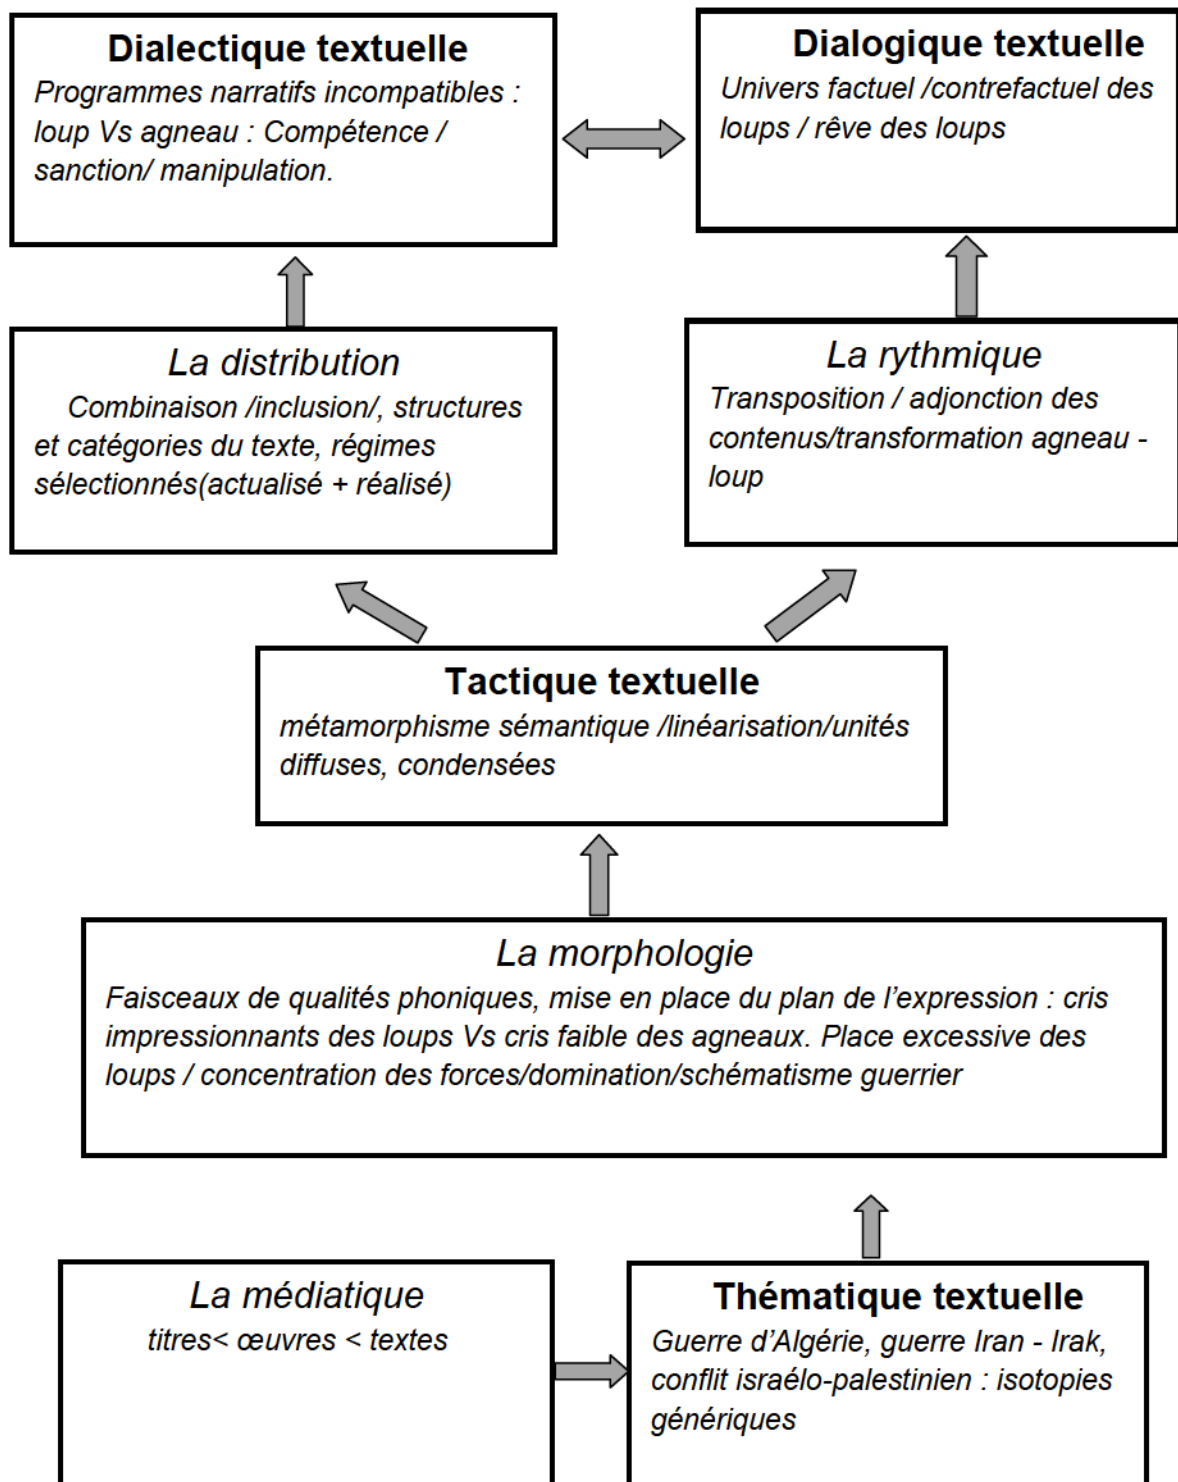 Dialectique textuelle
Programmes narratifs incompatibles :
loup Vs agneau : Compétence /
sanction/ manipulation.
Dialogique textuelle
Univers factuel /contrefactuel des
loups / rêve des loups
La distribution
Combinaison /inclusion/, structures
et catégories du texte, régimes
sélectionnés(actualisé + réalisé)
La rythmique
Transposition / adjonction des
contenus/transformation agneau -
loup
Tactique textuelle
métamorphisme sémantique /linéarisation/unités
diffuses, condensées
La morphologie
Faisceaux de qualités phoniques, mise en place du plan de l’expression : cris
impressionnants des loups Vs cris faible des agneaux. Place excessive des
loups / concentration des forces/domination/schématisme guerrier
La médiatique
titres< œuvres < textes
Thématique textuelle
Guerre d’Algérie, guerre Iran - Irak,
conflit israélo-palestinien : isotopies
génériques